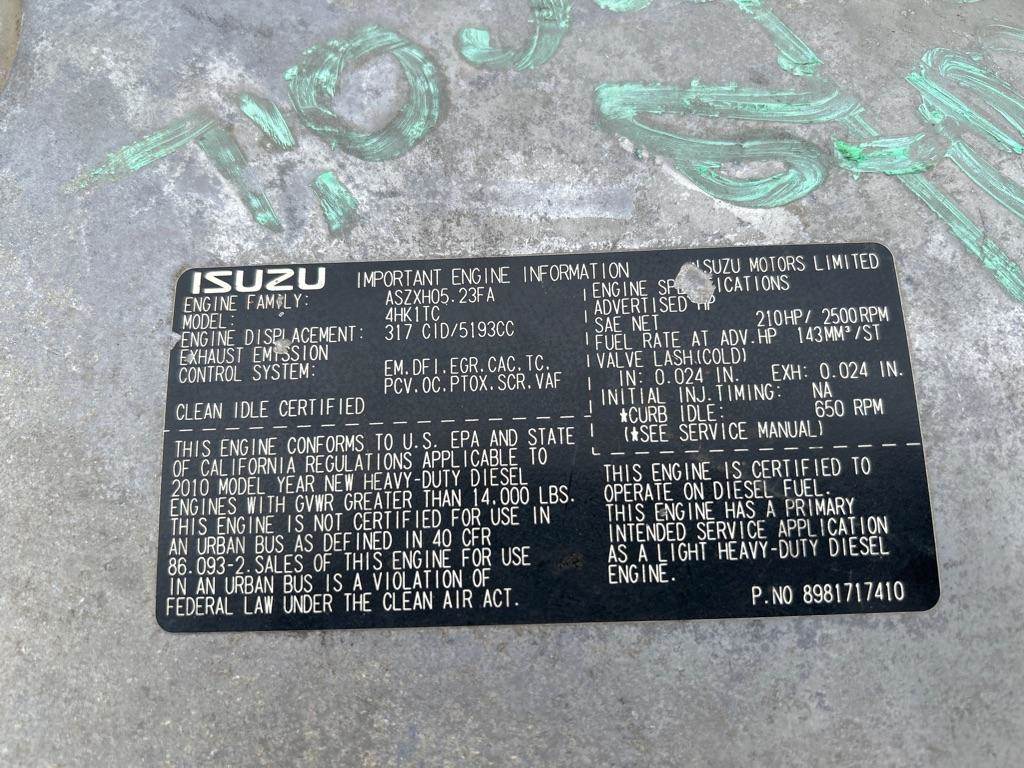 ISUZU IMPORTANT ENGINE INFORMATION ISUZU MOTORS LIMITED
ENGINE FAMILY: ASZXH05.23FA
MODEL: 4HK1TC
ENGINE DISPLACEMENT: 317 CID/5193CC
EXHAUST EMISSION
CONTROL SYSTEM: EM.DFI.EGR.CAC.TC.
PCV.OC.PTOX.SCR.VAF
CLEAN IDLE CERTIFIED
ENGINE SPECIFICATIONS
ADVERTISED HP
SAE NET 210HP/2500RPM
FUEL RATE AT ADV.HP 143MM³/ST
VALVE LASH(COLD)
IN: 0.024 IN. EXH: 0.024 IN.
INITIAL INJ.TIMING: NA
★CURB IDLE: 650 RPM
(★SEE SERVICE MANUAL)
THIS ENGINE CONFORMS TO U.S. EPA AND STATE
OF CALIFORNIA REGULATIONS APPLICABLE TO
2010 MODEL YEAR NEW HEAVY-DUTY DIESEL
ENGINES WITH GVWR GREATER THAN 14.000 LBS.
THIS ENGINE IS NOT CERTIFIED FOR USE IN
AN URBAN BUS AS DEFINED IN 40 CFR
86.093-2.SALES OF THIS ENGINE FOR USE
IN AN URBAN BUS IS A VIOLATION OF
FEDERAL LAW UNDER THE CLEAN AIR ACT.
THIS ENGINE IS CERTIFIED TO
OPERATE ON DIESEL FUEL.
THIS ENGINE HAS A PRIMARY
INTENDED SERVICE APPLICATION
AS A LIGHT HEAVY-DUTY DIESEL
ENGINE.
P.NO 8981717410